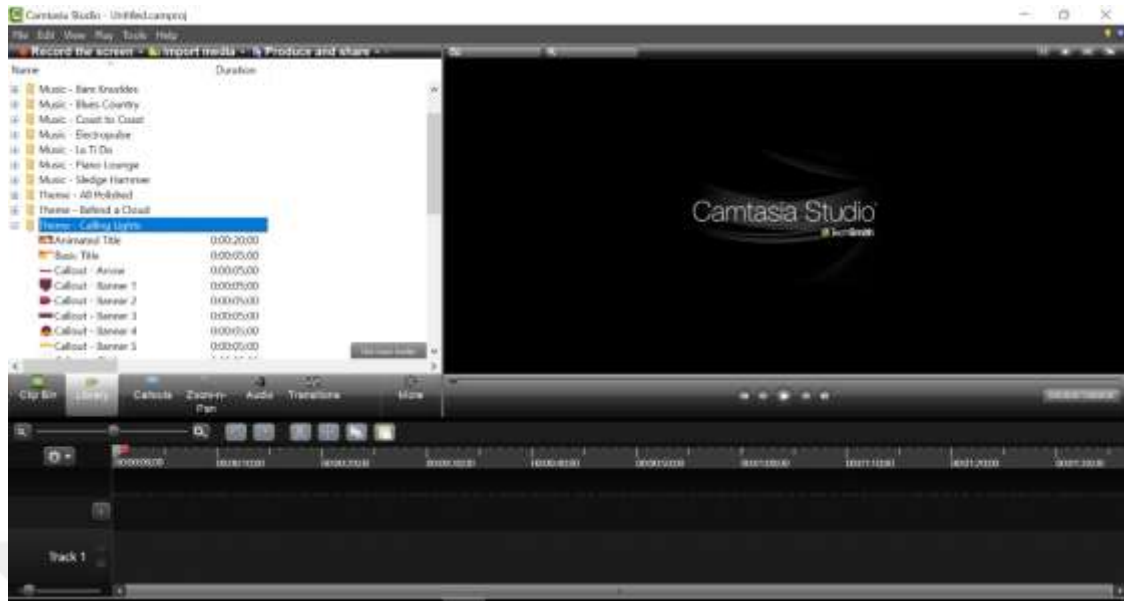 Camtasia Studio - Untitled.camproj
File Edit View Play Tools Help
Record the screen Import media Produce and share
Name Duration
Music - Bare Knuckles
Music - Blues Country
Music - Coast to Coast
Music - Electropulse
Music - La Ti Do
Music - Piano Lounge
Music - Sledge Hammer
Theme - All Polished
Theme - Behind a Cloud
Theme - Calling Lights
Animated Title 0:00:20;00
Basic Title 0:00:05;00
Callout - Arrow 0:00:05;00
Callout - Banner 1 0:00:05;00
Callout - Banner 2 0:00:05;00
Callout - Banner 3 0:00:05;00
Callout - Banner 4 0:00:05;00
Callout - Banner 5 0:00:05;00
Camtasia Studio
TechSmith
Clip Bin Library Callouts Zoom-n-Pan Audio Transitions More
Track 1